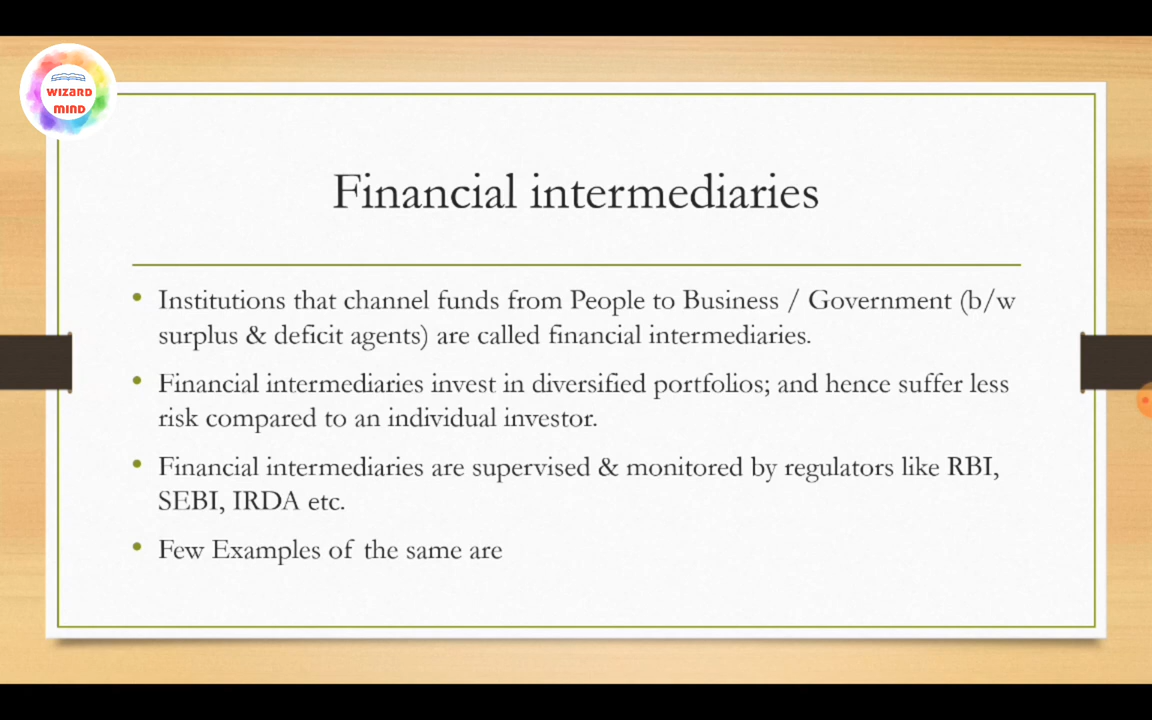 WIZARD
MIND
Financial intermediaries
• Institutions that channel funds from People to Business / Government (b/w
surplus & deficit agents) are called financial intermediaries.
• Financial intermediaries invest in diversified portfolios; and hence suffer less
risk compared to an individual investor.
• Financial intermediaries are supervised & monitored by regulators like RBI,
SEBI, IRDA etc.
• Few Examples of the same are